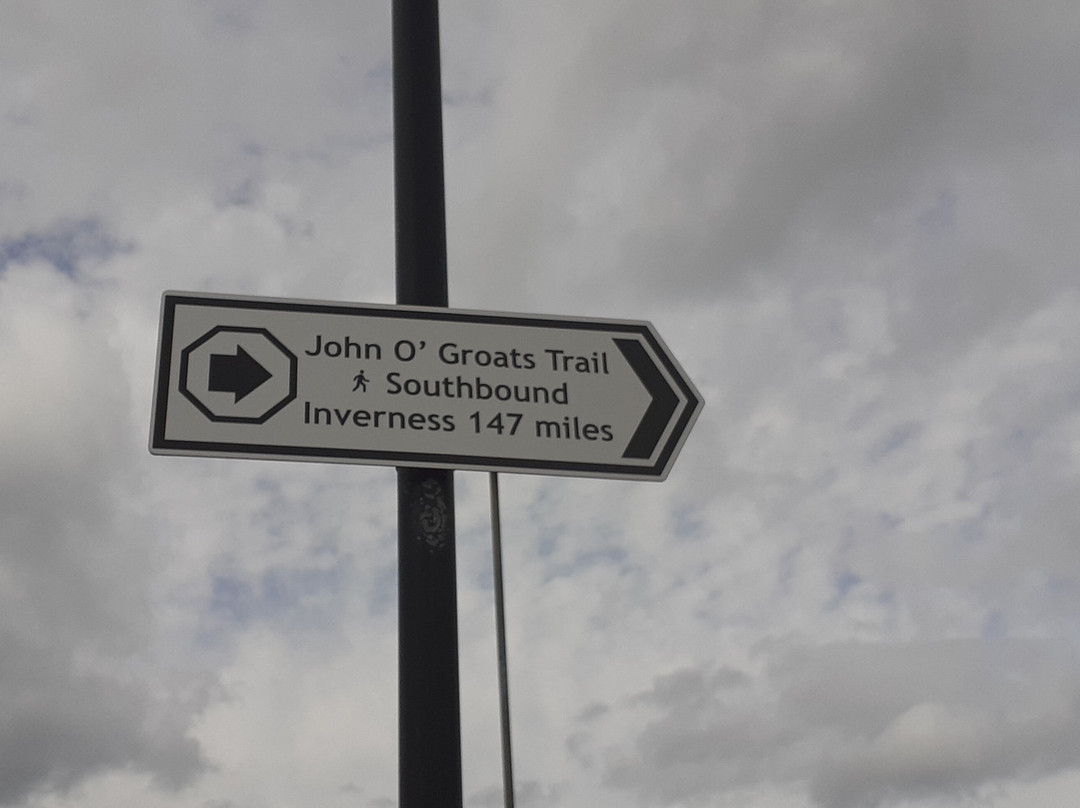 John O' Groats Trail
Southbound
Inverness 147 miles